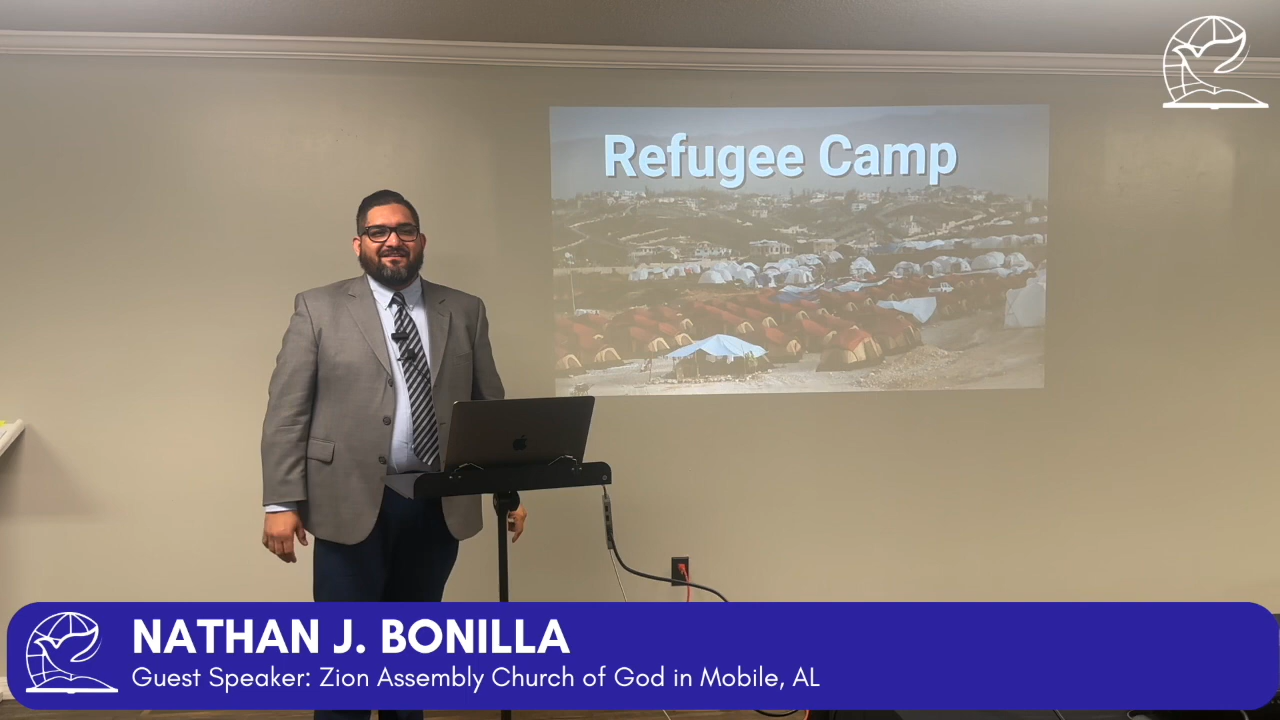 Refugee Camp
NATHAN J. BONILLA
Guest Speaker: Zion Assembly Church of God in Mobile, AL